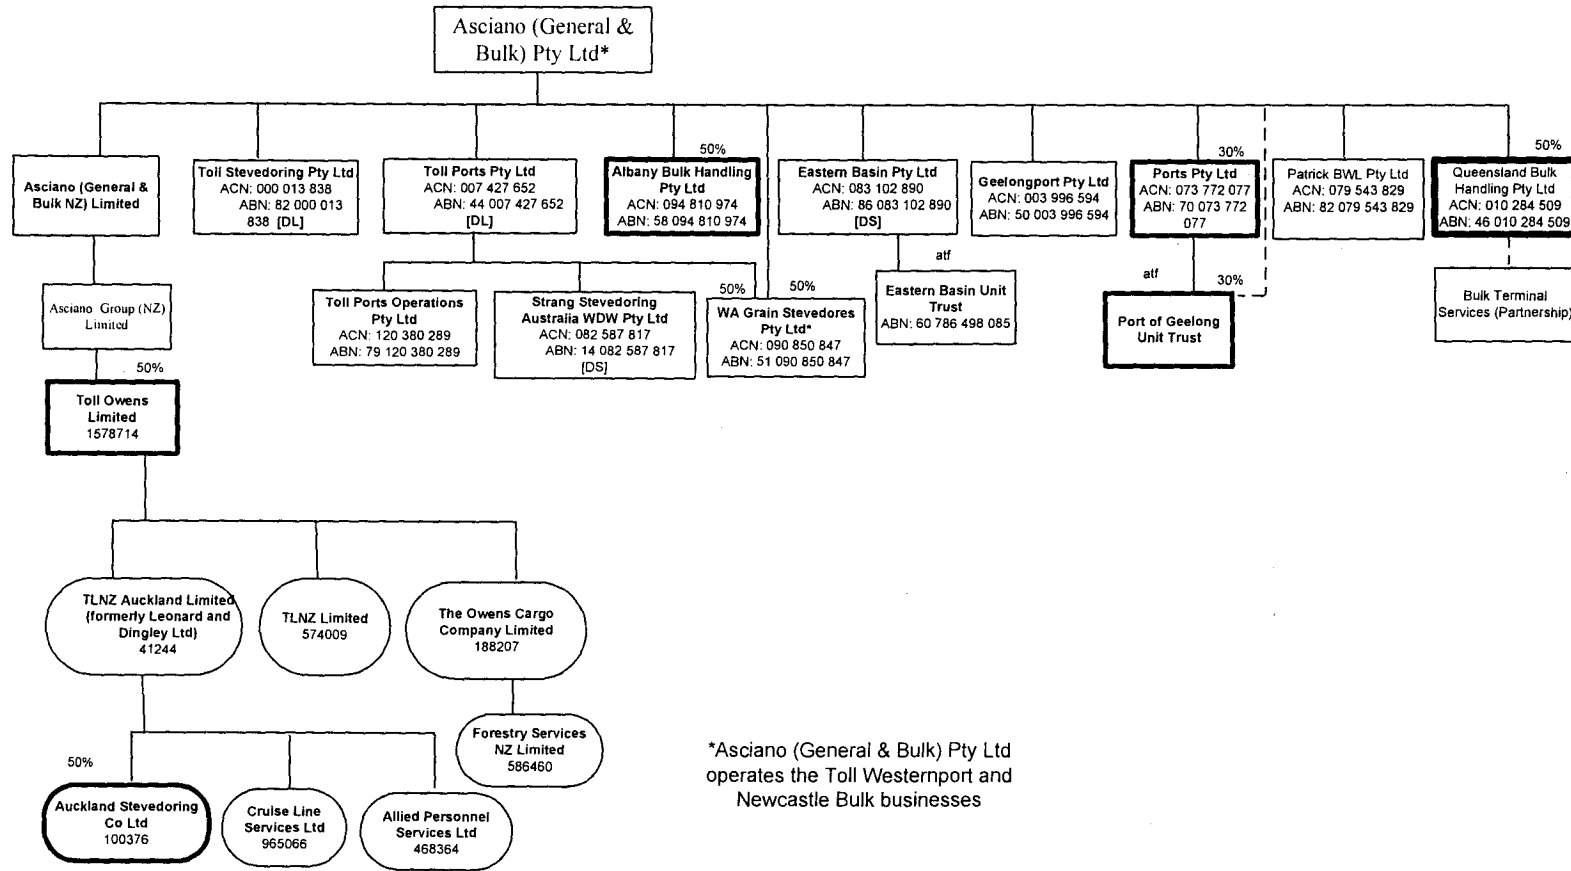 Asciano (General &
Bulk) Pty Ltd*
Asciano (General &
Bulk NZ) Limited
Toll Stevedoring Pty Ltd
ACN: 000 013 838
ABN: 82 000 013
838 [DL]
Toll Ports Pty Ltd
ACN: 007 427 652
ABN: 44 007 427 652
[DL]
50%
Albany Bulk Handling
Pty Ltd
ACN: 094 810 974
ABN: 58 094 810 974
Eastern Basin Pty Ltd
ACN: 083 102 890
ABN: 86 083 102 890
[DS]
Geelongport Pty Ltd
ACN: 003 996 594
ABN: 50 003 996 594
30%
Ports Pty Ltd
ACN: 073 772 077
ABN: 70 073 772
077
Patrick BWL Pty Ltd
ACN: 079 543 829
ABN: 82 079 543 829
50%
Queensland Bulk
Handling Pty Ltd
ACN: 010 284 509
ABN: 46 010 284 509
Asciano Group (NZ)
Limited
Toll Ports Operations
Pty Ltd
ACN: 120 380 289
ABN: 79 120 380 289
Strang Stevedoring
Australia WDW Pty Ltd
ACN: 082 587 817
ABN: 14 082 587 817
[DS]
50%
50%
WA Grain Stevedores
Pty Ltd*
ACN: 090 850 847
ABN: 51 090 850 847
atf
Eastern Basin Unit
Trust
ABN: 60 786 498 085
atf
30%
Port of Geelong
Unit Trust
Bulk Terminal
Services (Partnership)
50%
Toll Owens
Limited
1578714
TLNZ Auckland Limited
(formerly Leonard and
Dingley Ltd)
41244
TLNZ Limited
574009
The Owens Cargo
Company Limited
188207
Forestry Services
NZ Limited
586460
50%
Auckland Stevedoring
Co Ltd
100376
Cruise Line
Services Ltd
965066
Allied Personnel
Services Ltd
468364
*Asciano (General & Bulk) Pty Ltd
operates the Toll Westernport and
Newcastle Bulk businesses